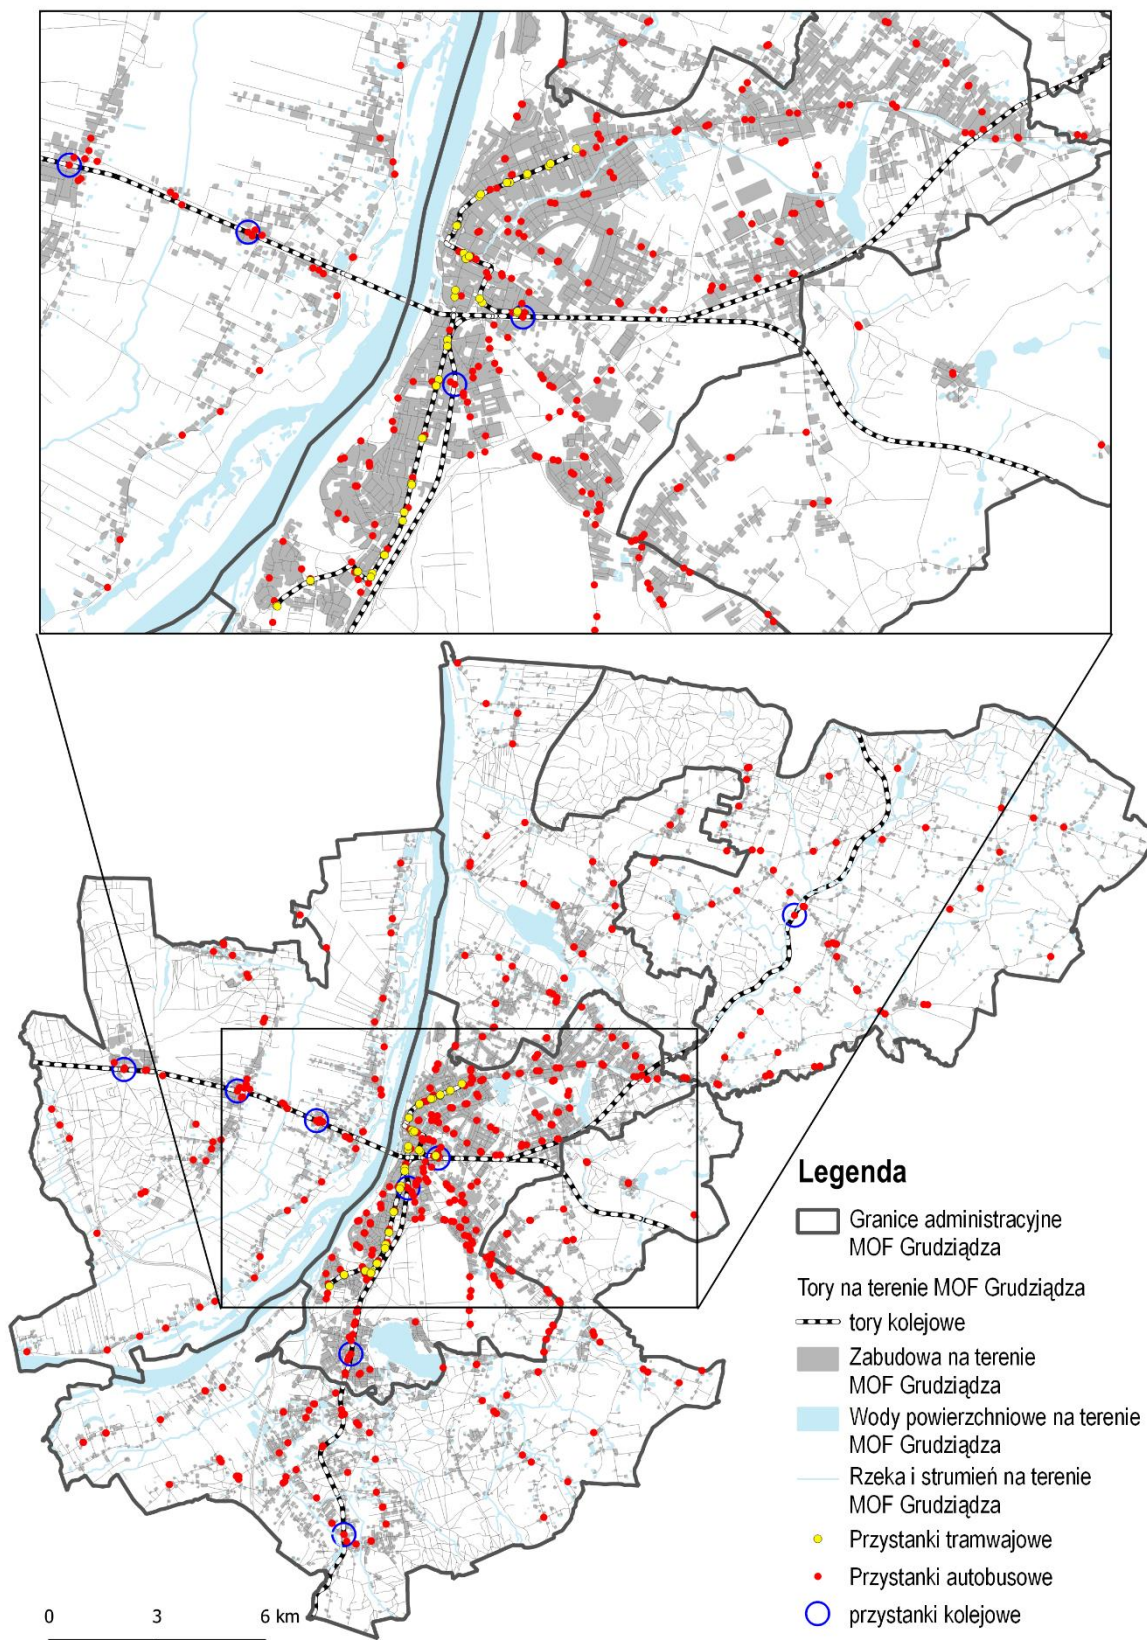 Legenda
Granice administracyjne
MOF Grudziądza
Tory na terenie MOF Grudziądza
tory kolejowe
Zabudowa na terenie
MOF Grudziądza
Wody powierzchniowe na terenie
MOF Grudziądza
Rzeka i strumień na terenie
MOF Grudziądza
Przystanki tramwajowe
Przystanki autobusowe
przystanki kolejowe
0 3 6 km